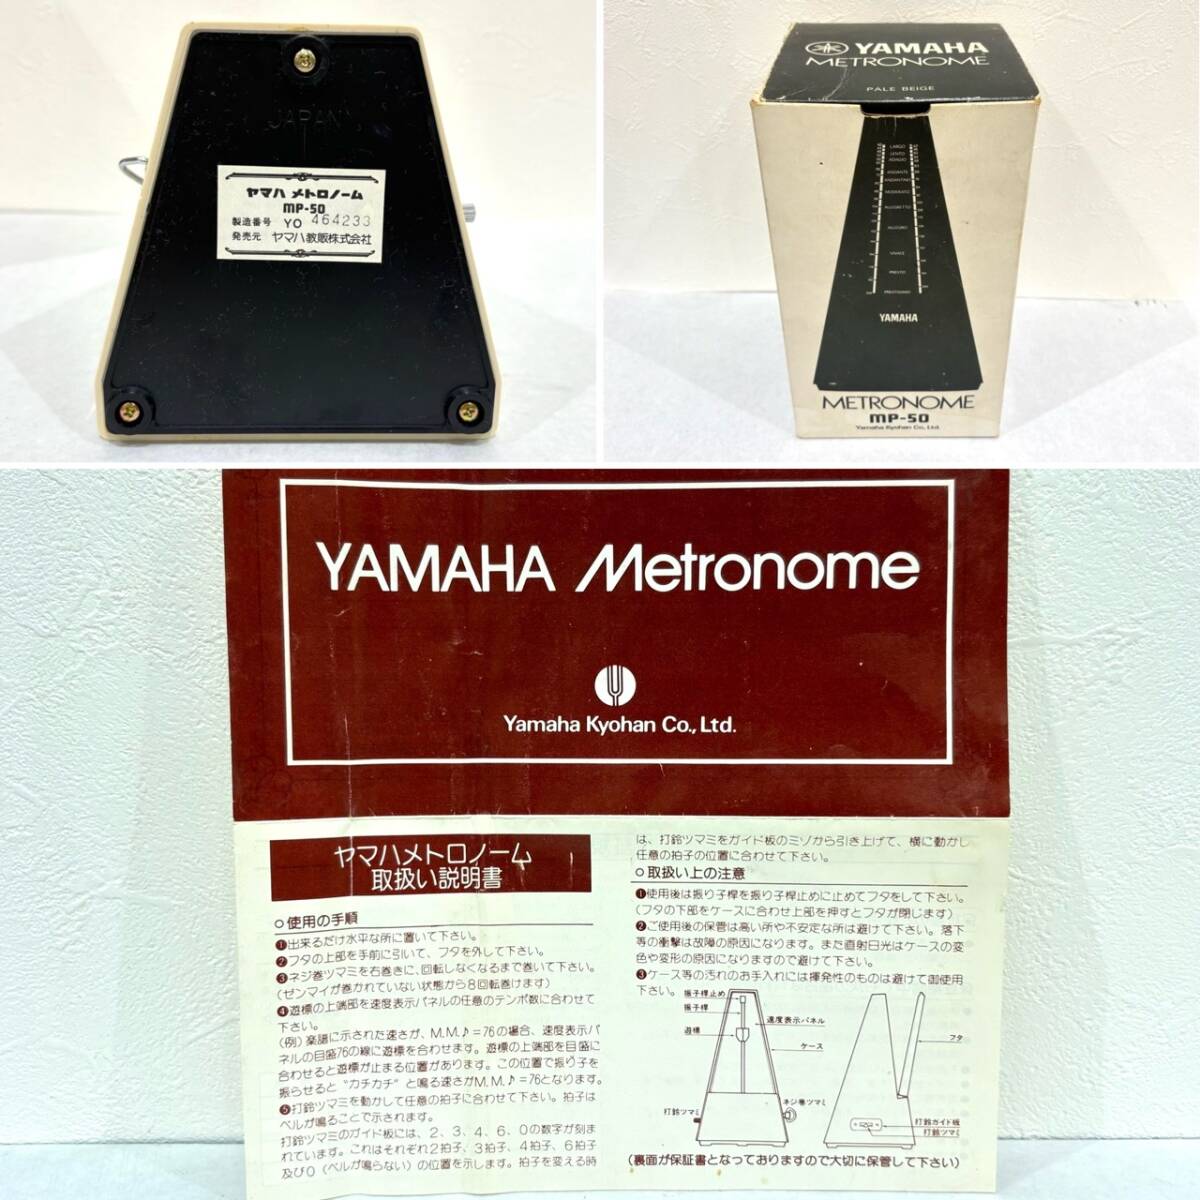 JAPAN
ヤマハ メトロノーム
MP-50
製造番号 YO 464233
発売元 ヤマハ教販株式会社
YAMAHA
METRONOME
PALE BEIGE
LARGO
LENTO
ADAGIO
ANDANTE
ANDANTINO
MODERATO
ALLEGRETTO
ALLEGRO
VIVACE
PRESTO
PRESTISSIMO
YAMAHA
METRONOME
MP-50
Yamaha Kyohan Co., Ltd.
YAMAHA Metronome
Yamaha Kyohan Co., Ltd.
ヤマハメトロノーム
取扱い説明書
○使用の手順
❶出来るだけ水平な所に置いて下さい。
❷フタの上部を手前に引いて、フタを外して下さい。
❸ネジ巻ツマミを右巻きに、回転しなくなるまで巻いて下さい。
(ゼンマイが巻かれていない状態から8回転巻けます)
❹遊標の上端部を速度表示パネルの任意のテンポ数に合わせて
下さい。
(例)楽譜に示された速さが、M.M.♪=76の場合、速度表示パ
ネルの目盛76の線に遊標を合わせます。遊標の上端部を目盛に
合わせると遊標が止まる位置があります。この位置で振り子を
振らせると"カチカチ"と鳴る速さがM.M.♪=76となります。
❺打鈴ツマミを動かして任意の拍子に合わせて下さい。拍子は
ベルが鳴ることで示されます。
打鈴ツマミのガイド板には、2、3、4、6、0の数字が刻ま
れています。これはそれぞれ2拍子、3拍子、4拍子、6拍子
及び0(ベルが鳴らない)の位置を示します。拍子を変える時
は、打鈴ツマミをガイド板のミゾから引き上げて、横に動かし
任意の拍子の位置に合わせて下さい。
○取扱い上の注意
❶使用後は振り子桿を振り子桿止めに止めてフタをして下さい。
(フタの下部をケースに合わせ上部を押すとフタが閉じます)
❷ご使用後の保管は高い所や不安定な所は避けて下さい。落下
等の衝撃は故障の原因になります。また直射日光はケースの変
色や変形の原因になりますので避けて下さい。
❸ケース等の汚れのお手入れには揮発性のものは避けて御使用
下さい。
振子桿止め
振子桿
遊標
速度表示パネル
ケース
フタ
打鈴ツマミ
ネジ巻ツマミ
打鈴ガイド板
打鈴ツマミ
(裏面が保証書となっておりますので大切に保管して下さい)